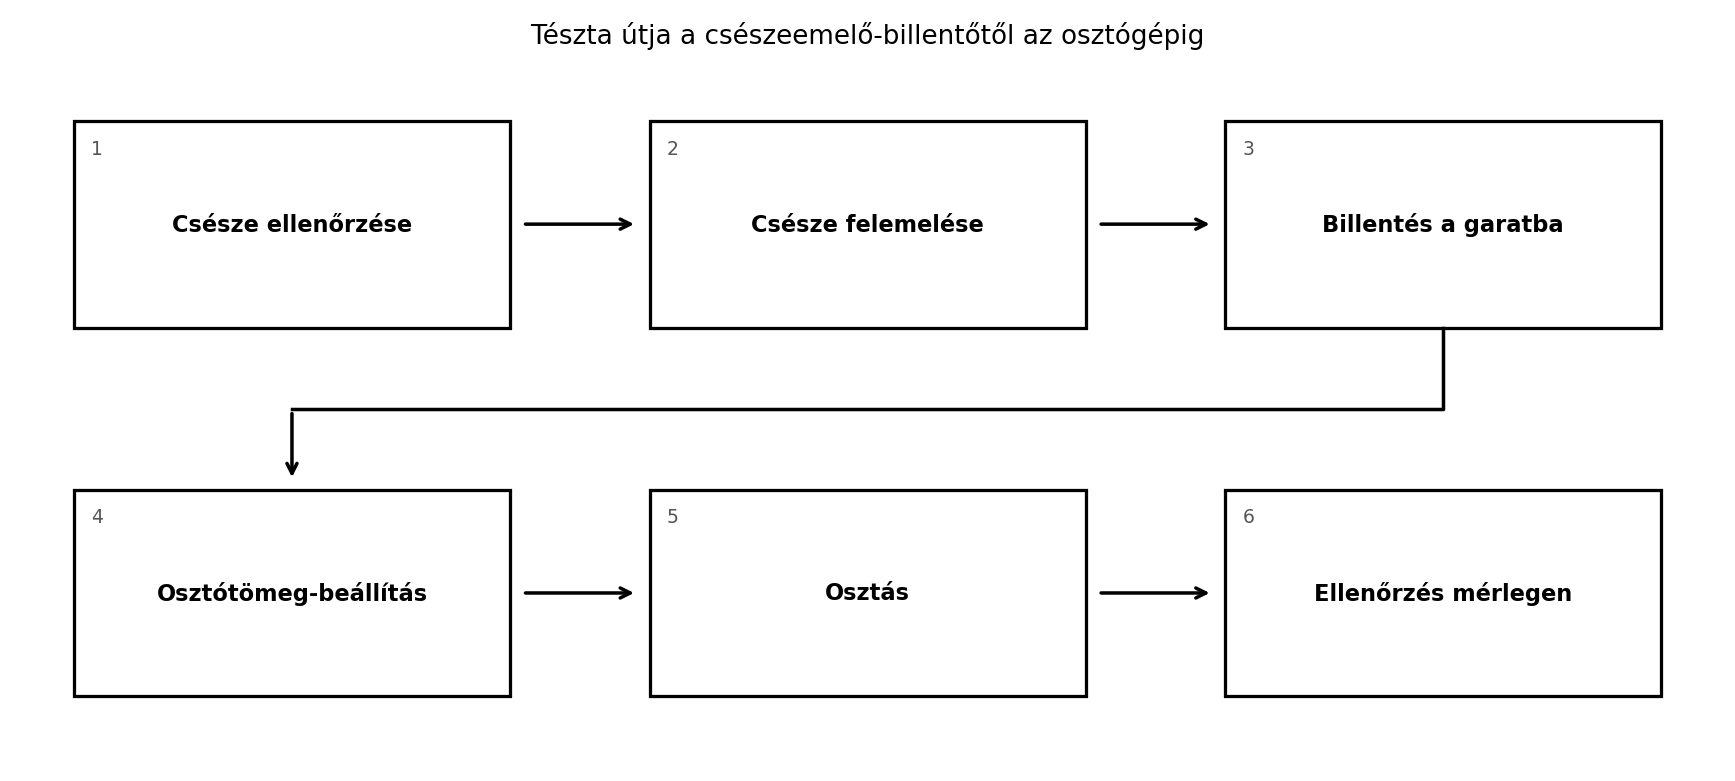 Tészta útja a csészeemelő-billentőtől az osztógépig
1
Csésze ellenőrzése
2
Csésze felemelése
3
Billentés a garatba
4
Osztótömeg-beállítás
5
Osztás
6
Ellenőrzés mérlegen